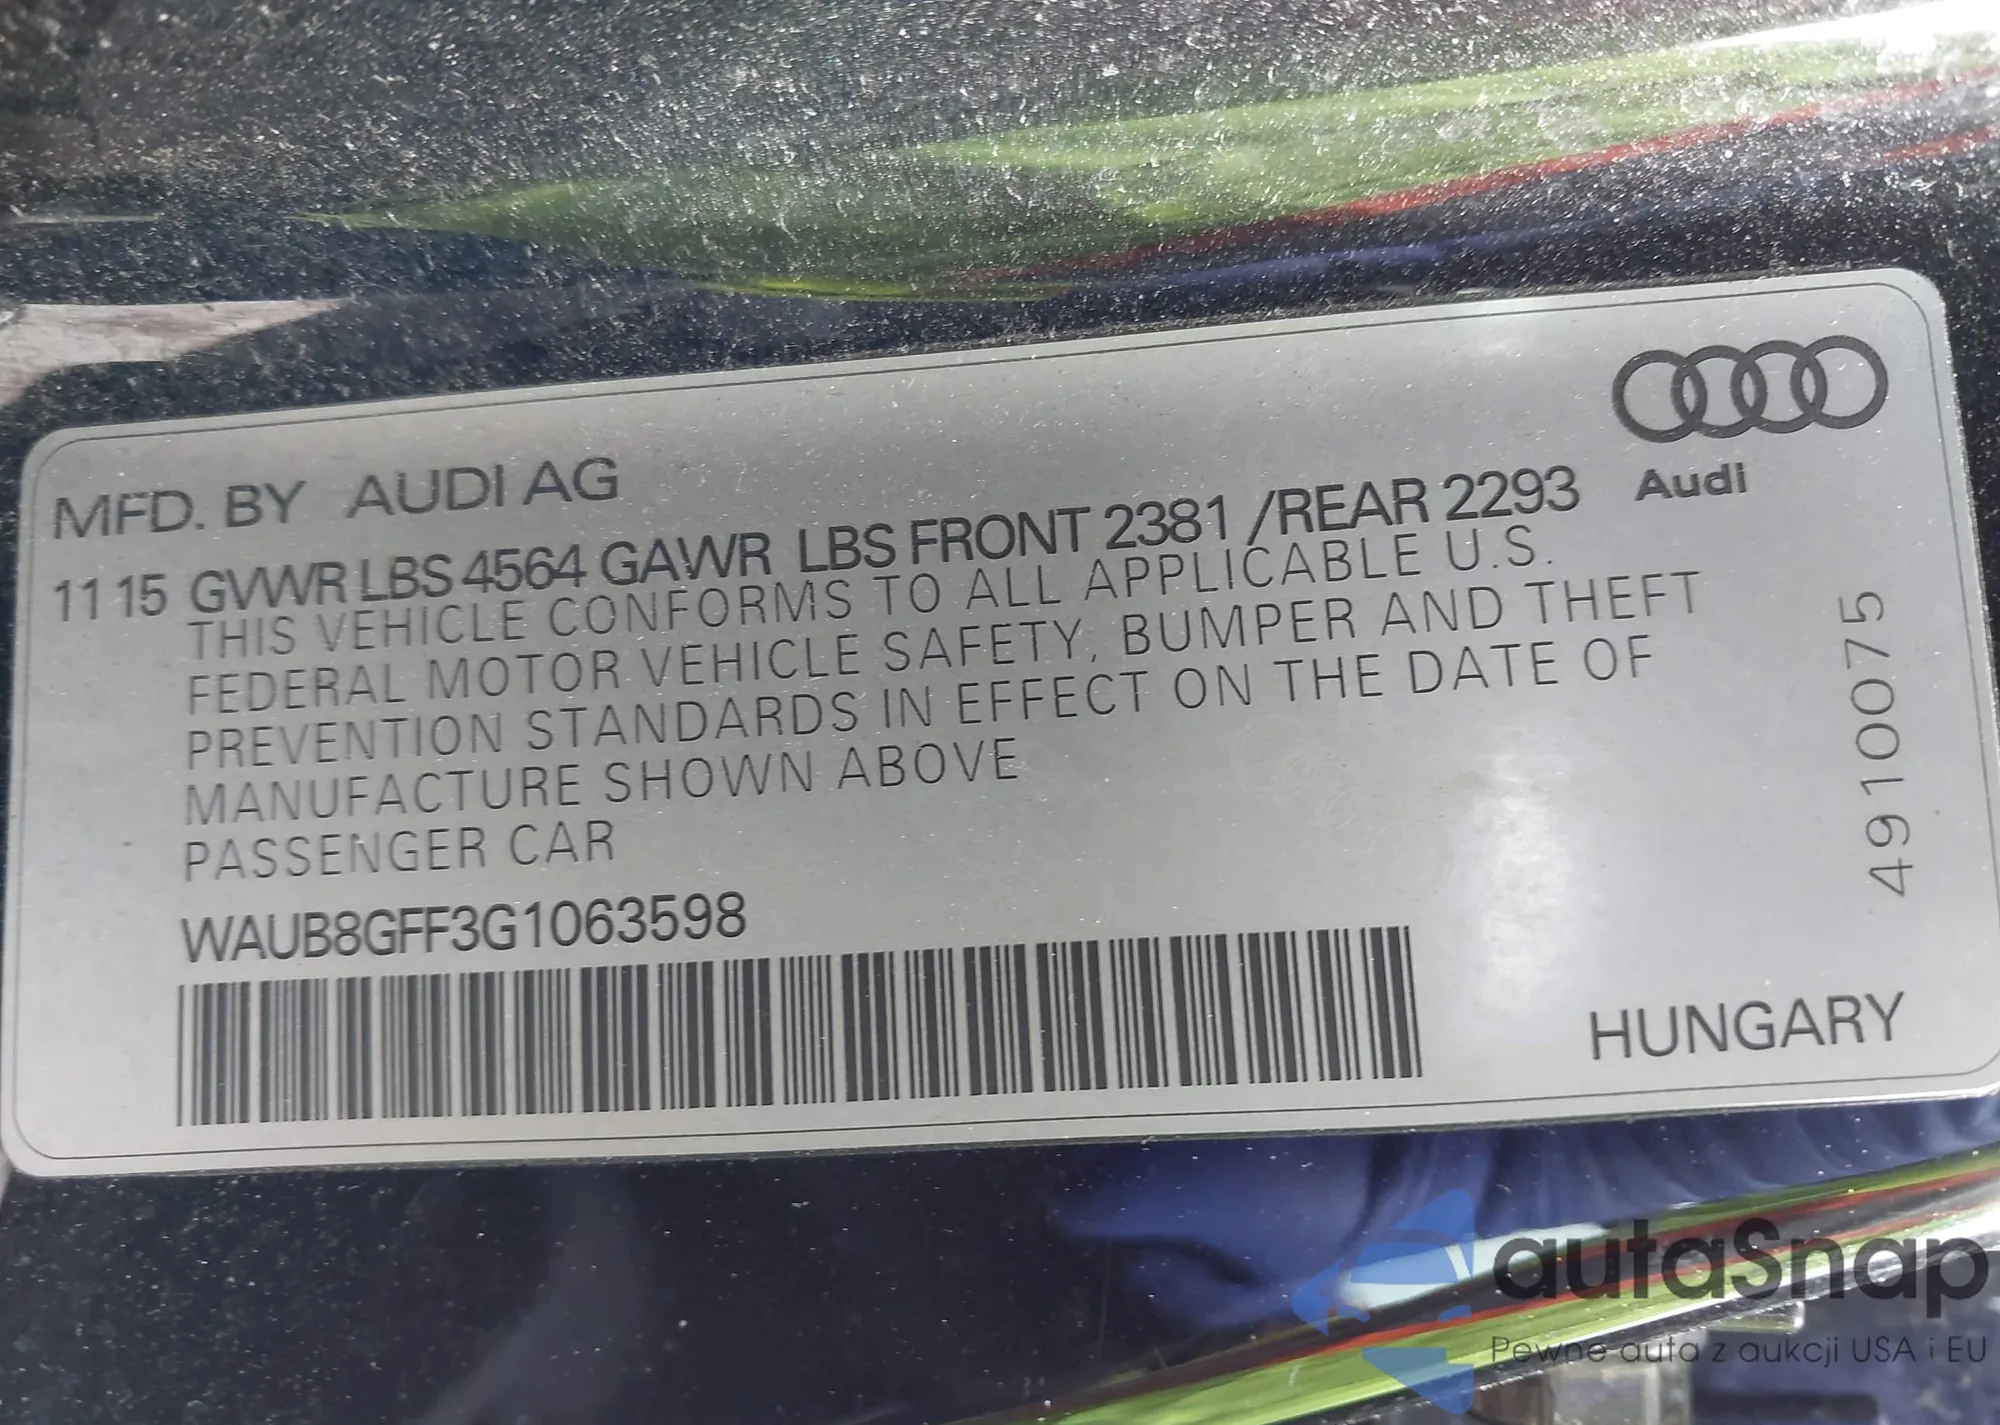 MFD. BY AUDI AG
Audi
11 15 GVWR LBS 4564 GAWR LBS FRONT 2381 /REAR 2293
THIS VEHICLE CONFORMS TO ALL APPLICABLE U.S.
FEDERAL MOTOR VEHICLE SAFETY, BUMPER AND THEFT
PREVENTION STANDARDS IN EFFECT ON THE DATE OF
MANUFACTURE SHOWN ABOVE
PASSENGER CAR
WAUB8GFF3G1063598
4910075
HUNGARY
autaSnap
Pewne auta z aukcji USA i EU